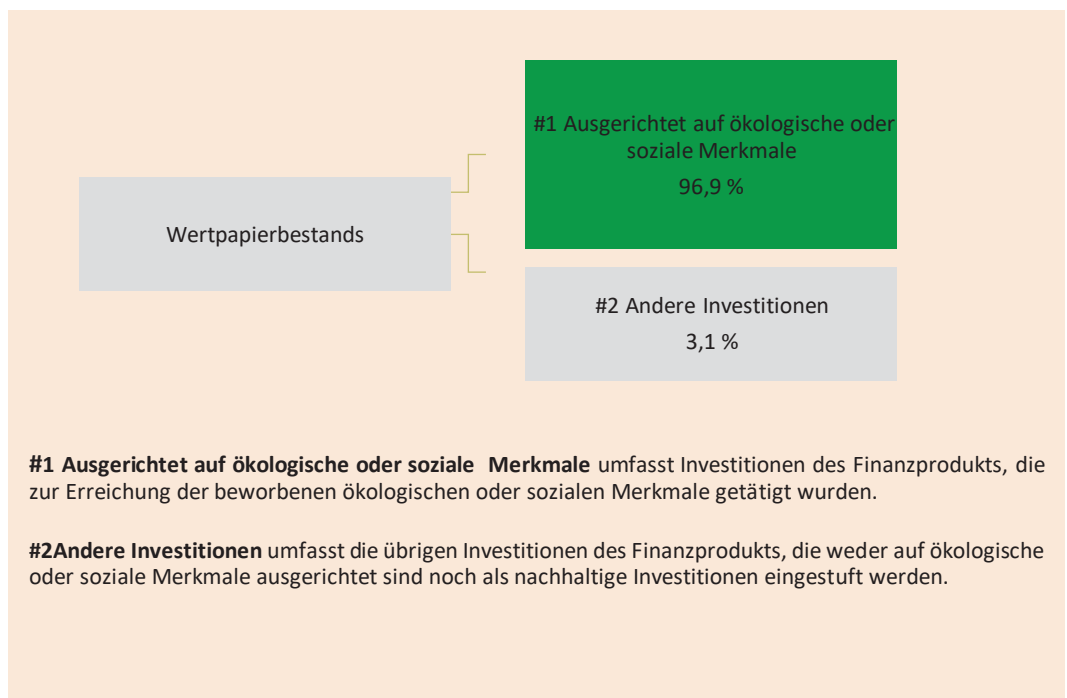 #1 Ausgerichtet auf ökologische oder
soziale Merkmale
96,9 %
Wertpapierbestands
#2 Andere Investitionen
3,1 %
#1 Ausgerichtet auf ökologische oder soziale Merkmale umfasst Investitionen des Finanzprodukts, die
zur Erreichung der beworbenen ökologischen oder sozialen Merkmale getätigt wurden.
#2Andere Investitionen umfasst die übrigen Investitionen des Finanzprodukts, die weder auf ökologische
oder soziale Merkmale ausgerichtet sind noch als nachhaltige Investitionen eingestuft werden.